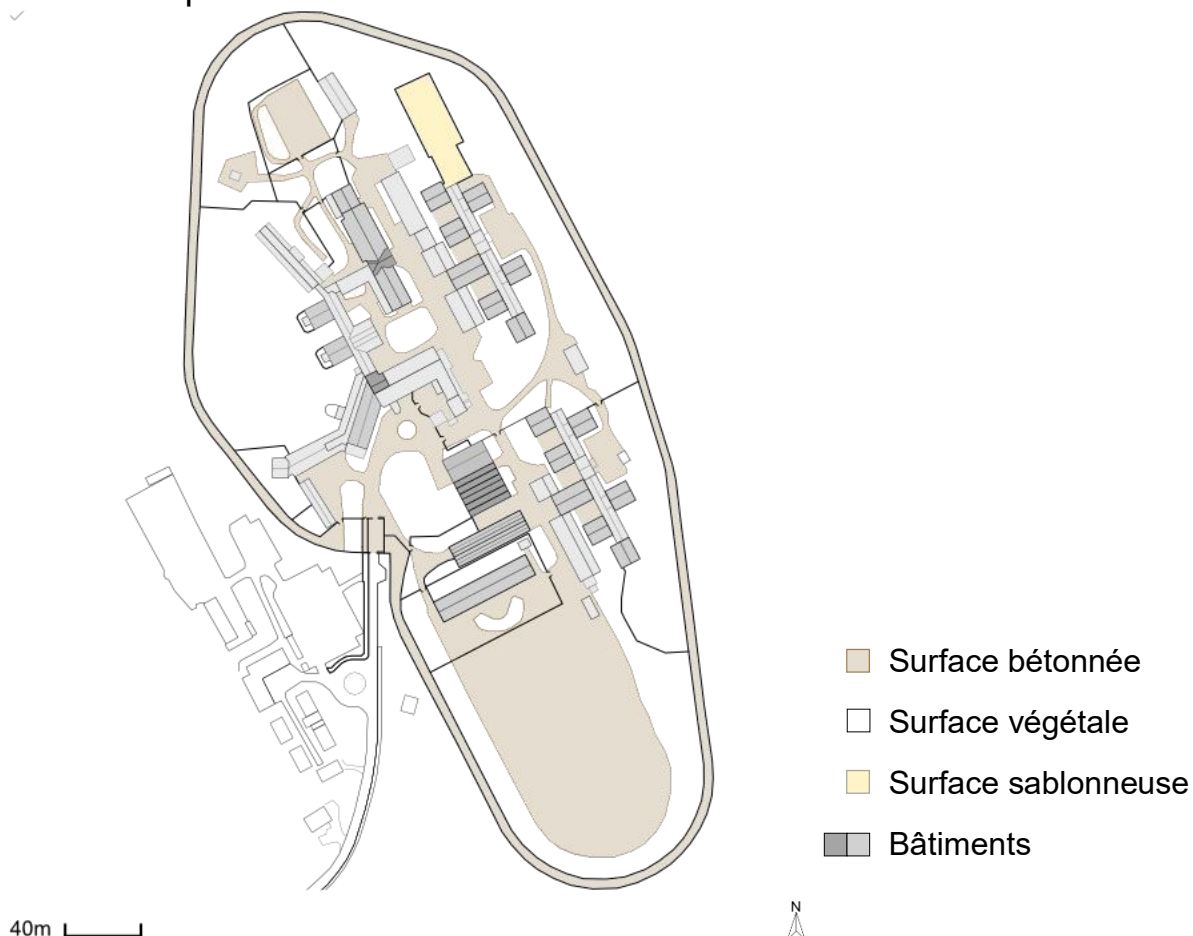 Surface bétonnée
Surface végétale
Surface sablonneuse
Bâtiments
40m
N